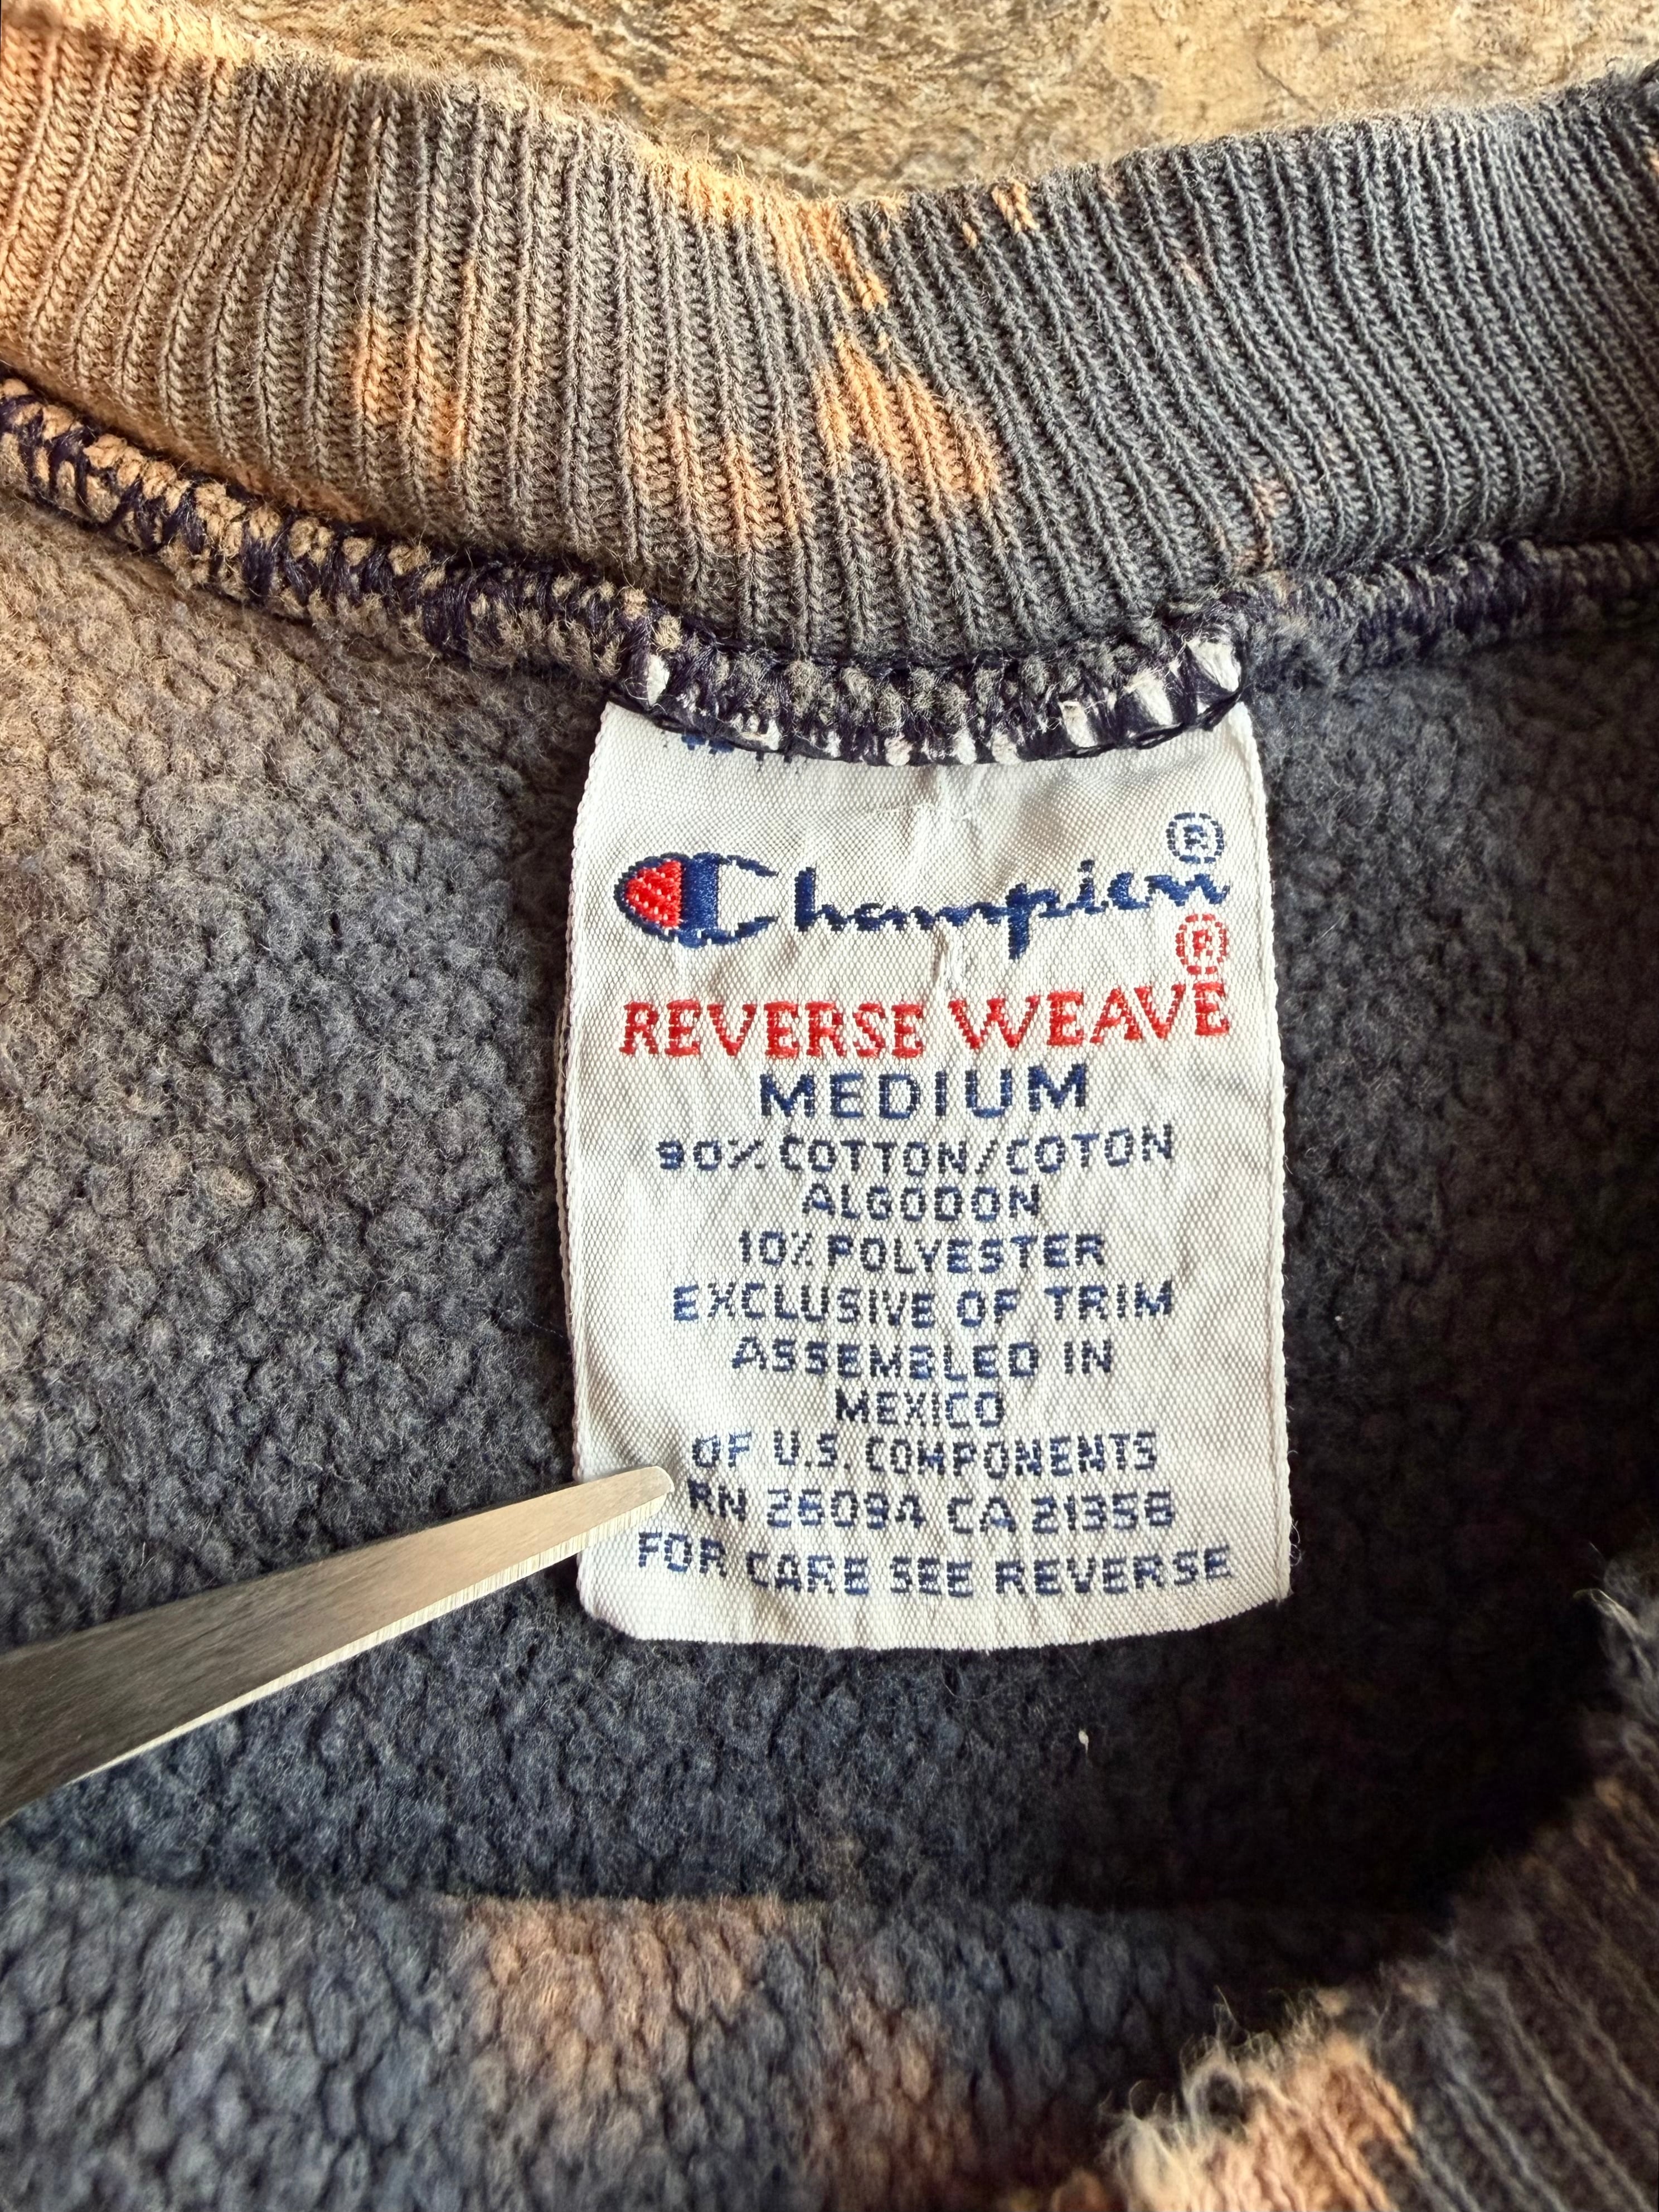 Champion®
®
REVERSE WEAVE
MEDIUM
90% COTTON/COTON
ALGODON
10% POLYESTER
EXCLUSIVE OF TRIM
ASSEMBLED IN
MEXICO
OF U.S. COMPONENTS
RN 26094 CA 21358
FOR CARE SEE REVERSE